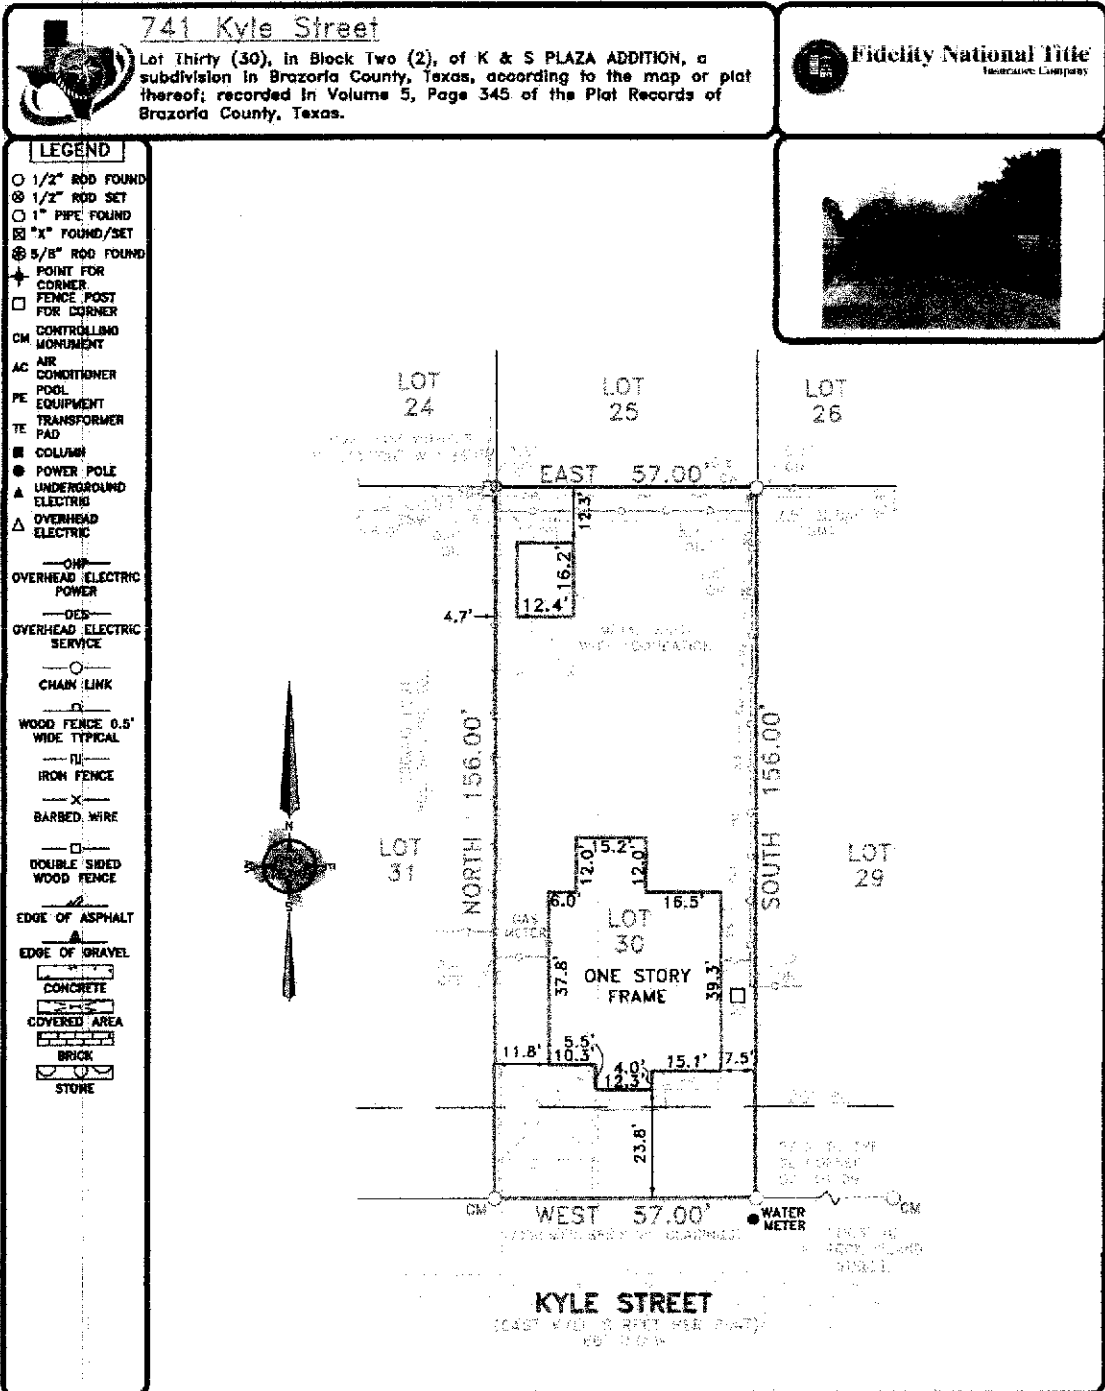 741 Kyle Street
Lot Thirty (30), in Block Two (2), of K & S PLAZA ADDITION, a
subdivision in Brazoria County, Texas, according to the map or plat
thereof; recorded in Volume 5, Page 345 of the Plat Records of
Brazoria County, Texas.
Fidelity National Title
Insurance Company
LEGEND
1/2" ROD FOUND
1/2" ROD SET
1" PIPE FOUND
"X" FOUND/SET
5/8" ROD FOUND
POINT FOR
CORNER
FENCE POST
FOR CORNER
CM CONTROLLING
MONUMENT
AC AIR
CONDITIONER
PE POOL
EQUIPMENT
TE TRANSFORMER
PAD
COLUMN
POWER POLE
UNDERGROUND
ELECTRIC
OVERHEAD
ELECTRIC
OHP
OVERHEAD ELECTRIC
POWER
OES
OVERHEAD ELECTRIC
SERVICE
CHAIN LINK
WOOD FENCE 0.5'
WIDE TYPICAL
IRON FENCE
BARBED WIRE
DOUBLE SIDED
WOOD FENCE
EDGE OF ASPHALT
EDGE OF GRAVEL
CONCRETE
COVERED AREA
BRICK
STONE
LOT
24
LOT
25
LOT
26
EAST 57.00'
12.3'
16.2'
12.4'
4.7'
NORTH 156.00'
SOUTH 156.00'
N
S
LOT
31
LOT
29
15.2'
12.0'
12.0'
6.0'
16.5'
GAS
METER
LOT
30
ONE STORY
FRAME
37.8'
39.3'
11.8'
10.3'
5.5'
12.3'
4.0'
15.1'
7.5'
23.8'
CM
WEST 57.00'
WATER
METER
CM
KYLE STREET